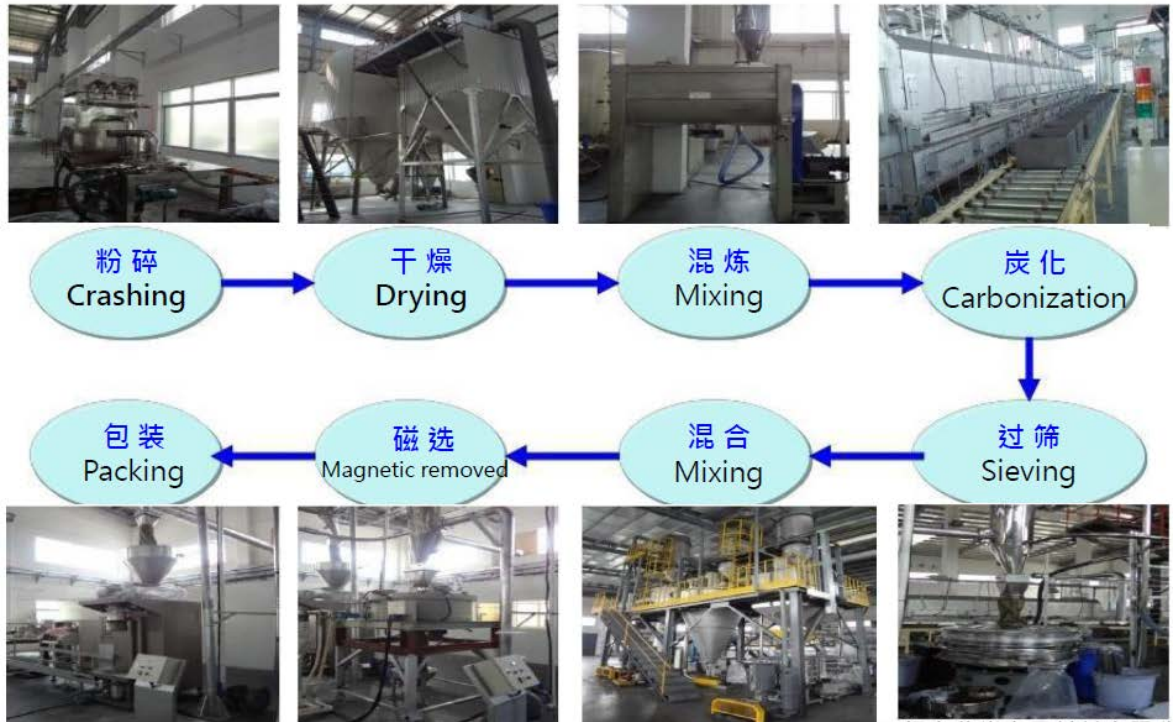 粉碎
Crashing
干燥
Drying
混炼
Mixing
炭化
Carbonization
过筛
Sieving
混合
Mixing
磁选
Magnetic removed
包装
Packing